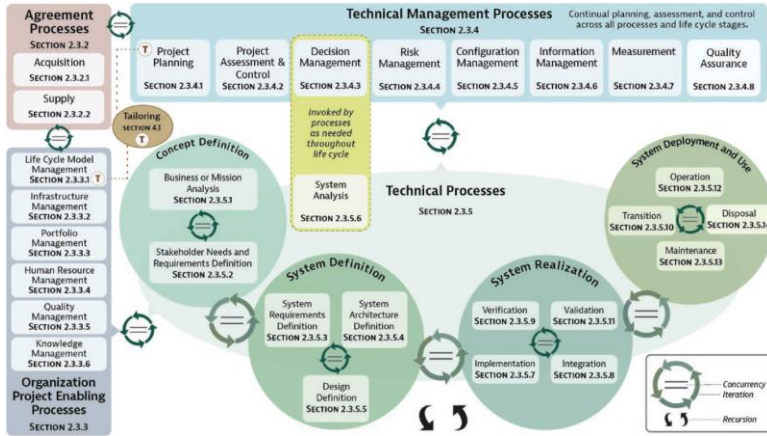 Agreement
Processes
SECTION 2.3.2
Acquisition
SECTION 2.3.2.1
Supply
SECTION 2.3.2.2
Technical Management Processes
SECTION 2.3.4
Continual planning, assessment, and control
across all processes and life cycle stages.
T
Project
Planning
SECTION 2.3.4.1
Project
Assessment &
Control
SECTION 2.3.4.2
Decision
Management
SECTION 2.3.4.3
Risk
Management
SECTION 2.3.4.4
Configuration
Management
SECTION 2.3.4.5
Information
Management
SECTION 2.3.4.6
Measurement
SECTION 2.3.4.7
Quality
Assurance
SECTION 2.3.4.8
Invoked by
processes
as needed
throughout
life cycle
System
Analysis
SECTION 2.3.5.6
Tailoring
SECTION 4.1
T
Life Cycle Model
Management
SECTION 2.3.3.1
T
Infrastructure
Management
SECTION 2.3.3.2
Portfolio
Management
SECTION 2.3.3.3
Human Resource
Management
SECTION 2.3.3.4
Quality
Management
SECTION 2.3.3.5
Knowledge
Management
SECTION 2.3.3.6
Organization
Project Enabling
Processes
SECTION 2.3.3
Technical Processes
SECTION 2.3.5
Concept Definition
Business or Mission
Analysis
SECTION 2.3.5.1
Stakeholder Needs and
Requirements Definition
SECTION 2.3.5.2
System Definition
System
Requirements
Definition
SECTION 2.3.5.3
System
Architecture
Definition
SECTION 2.3.5.4
Design
Definition
SECTION 2.3.5.5
System Realization
Verification
SECTION 2.3.5.9
Validation
SECTION 2.3.5.11
Implementation
SECTION 2.3.5.7
Integration
SECTION 2.3.5.8
System Deployment and Use
Operation
SECTION 2.3.5.12
Transition
SECTION 2.3.5.10
Disposal
SECTION 2.3.5.14
Maintenance
SECTION 2.3.5.13
Concurrency
Iteration
Recursion